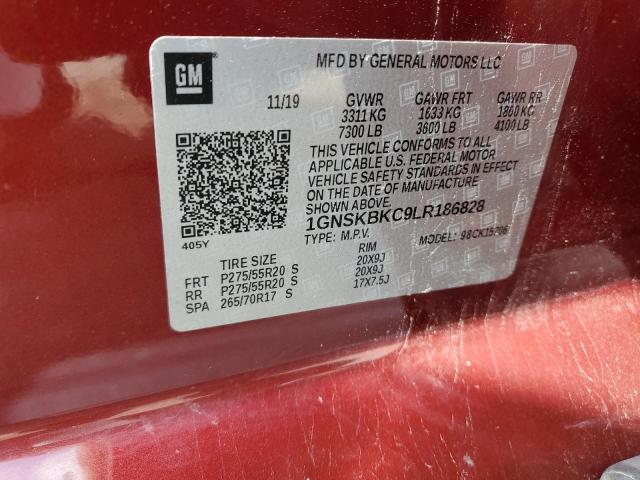 GM
MFD BY GENERAL MOTORS LLC
11/19 GVWR GAWR FRT GAWR RR
3311 KG 1633 KG 1860 KG
7300 LB 3600 LB 4100 LB
THIS VEHICLE CONFORMS TO ALL
APPLICABLE U.S. FEDERAL MOTOR
VEHICLE SAFETY STANDARDS IN EFFECT
ON THE DATE OF MANUFACTURE
SHOWN ABOVE.
1GNSKBKC9LR186828
TYPE: M.P.V. MODEL: 98CK15706
405Y
TIRE SIZE RIM
FRT P275/55R20 S 20X9J
RR P275/55R20 S 20X9J
SPA 265/70R17 S 17X7.5J